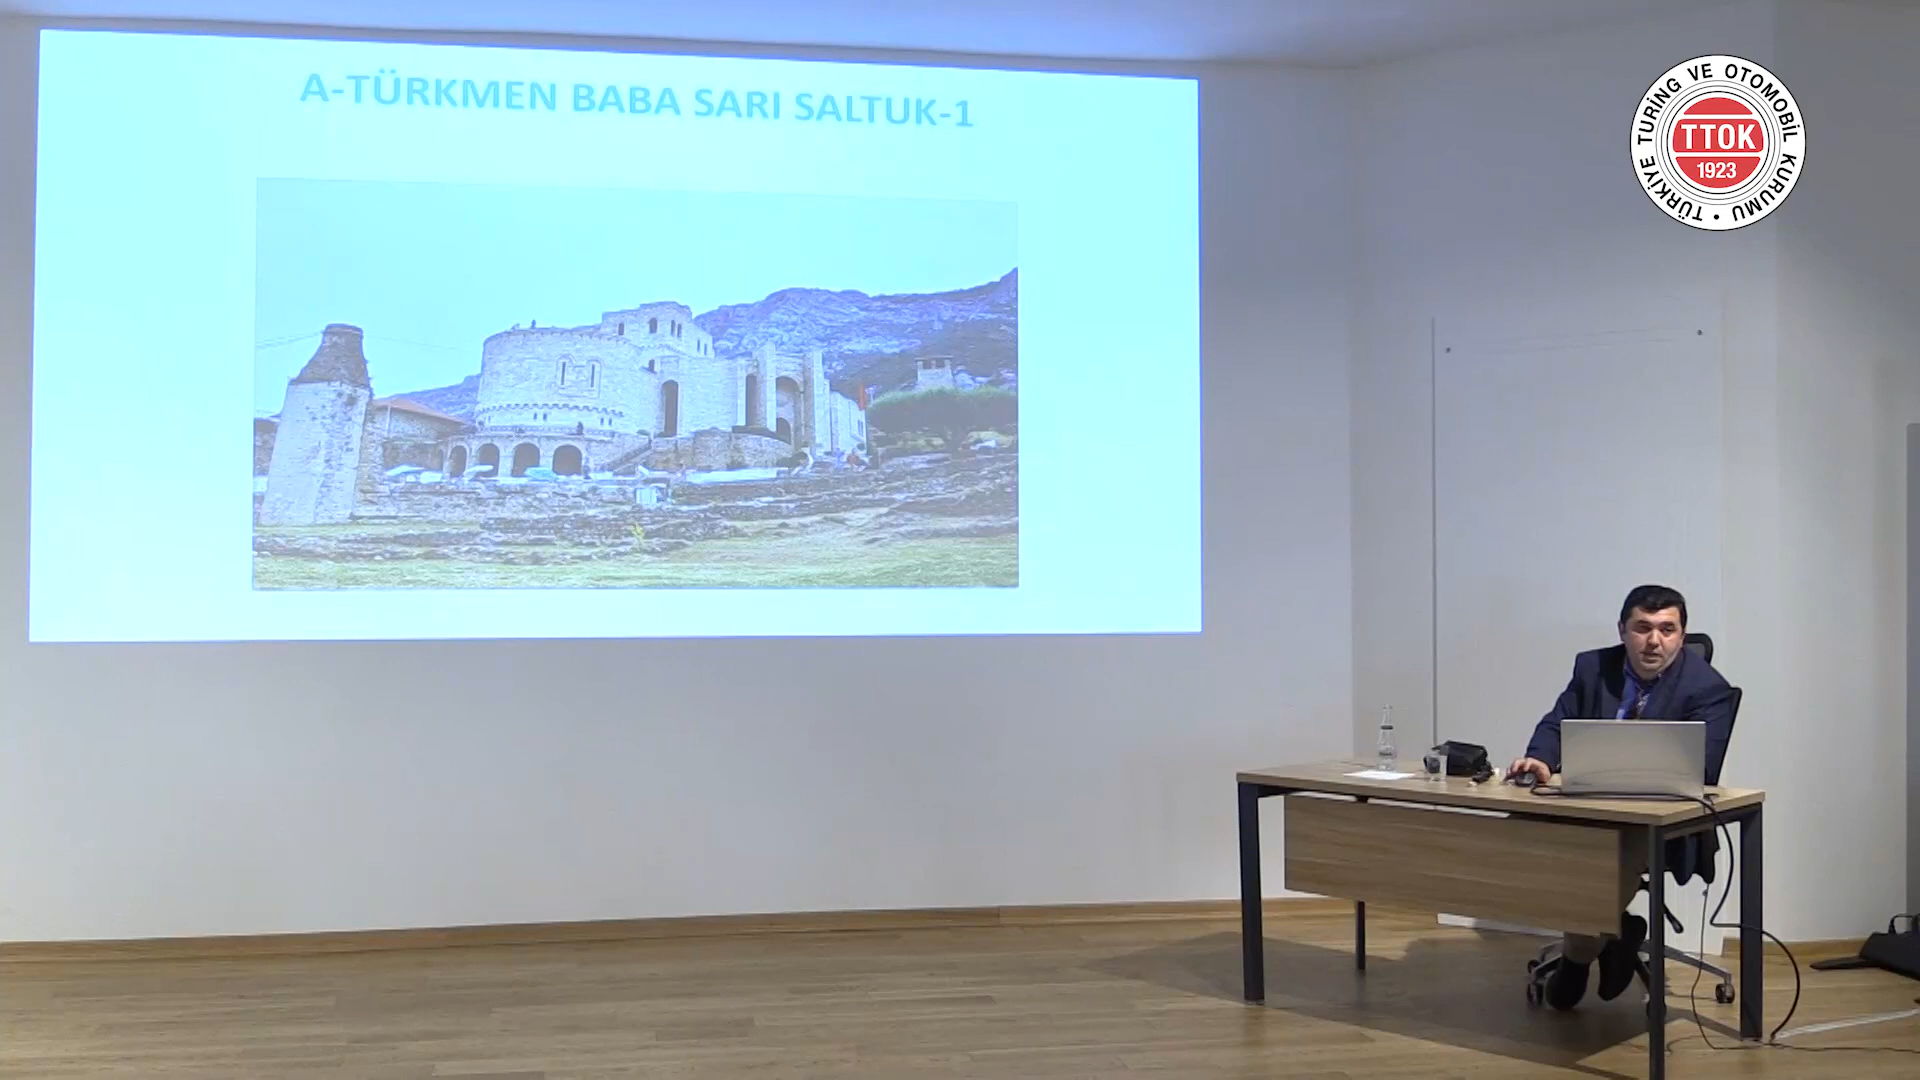 A-TÜRKMEN BABA SARI SALTUK-1
TÜRKİYE TURİNG VE OTOMOBİL KURUMU •
TTOK
1923